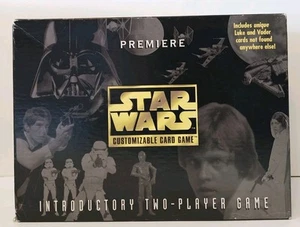 PREMIERE
Includes unique
Luke and Vader
cards not found
anywhere else!
STAR
WARS
CUSTOMIZABLE CARD GAME™
INTRODUCTORY TWO-PLAYER GAME